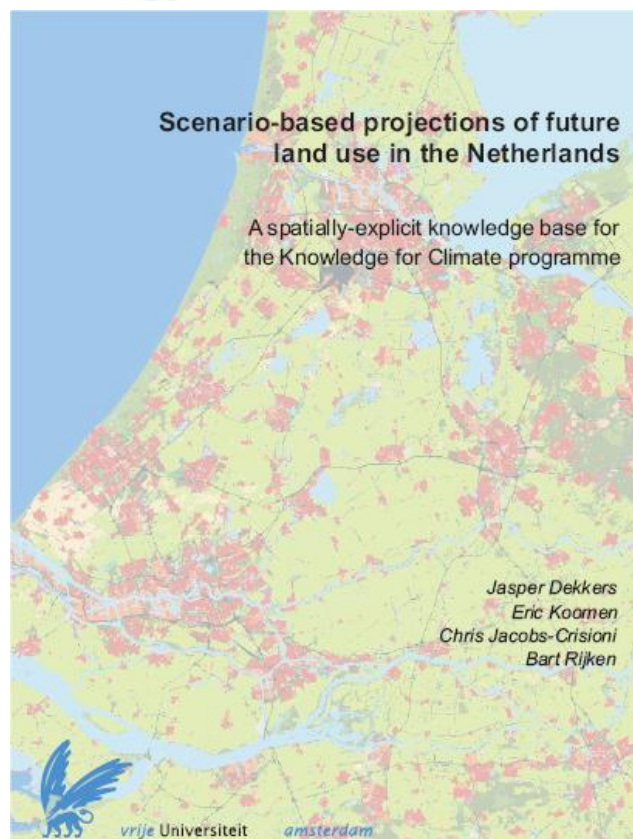 Scenario-based projections of future
land use in the Netherlands
A spatially-explicit knowledge base for
the Knowledge for Climate programme
Jasper Dekkers
Eric Koomen
Chris Jacobs-Crisioni
Bart Rijken
vrije Universiteit amsterdam